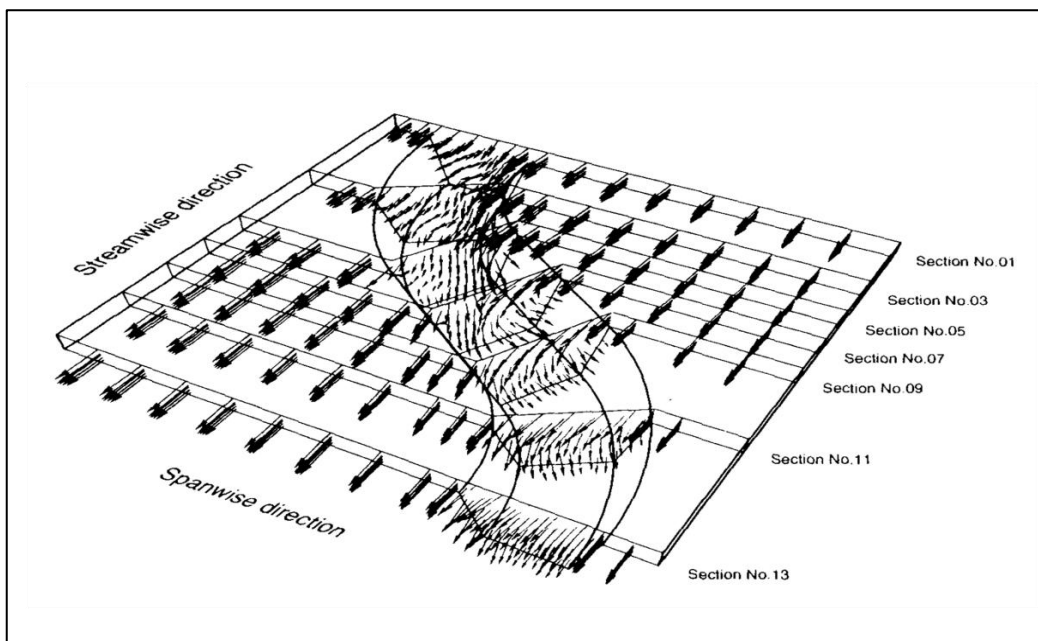 Streamwise direction
Spanwise direction
Section No.01
Section No.03
Section No.05
Section No.07
Section No.09
Section No.11
Section No.13